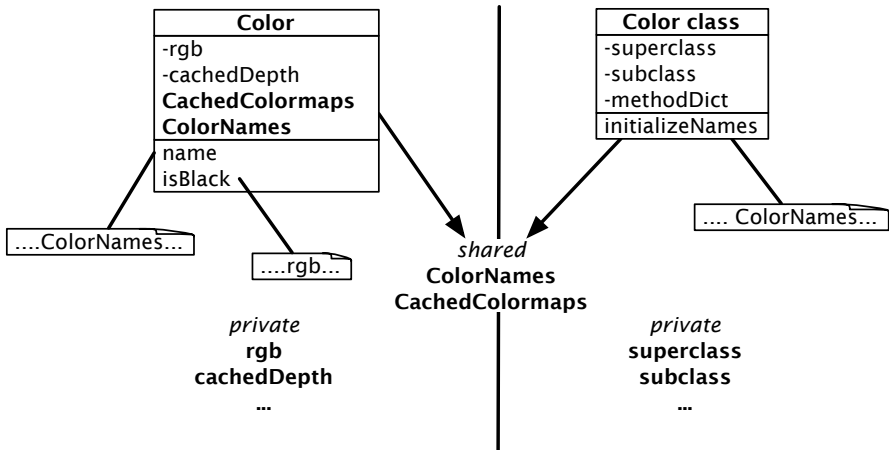 Color
-rgb
-cachedDepth
CachedColormaps
ColorNames
name
isBlack
....ColorNames...
....rgb...
Color class
-superclass
-subclass
-methodDict
initializeNames
.... ColorNames...
shared
ColorNames
CachedColormaps
private
rgb
cachedDepth
...
private
superclass
subclass
...